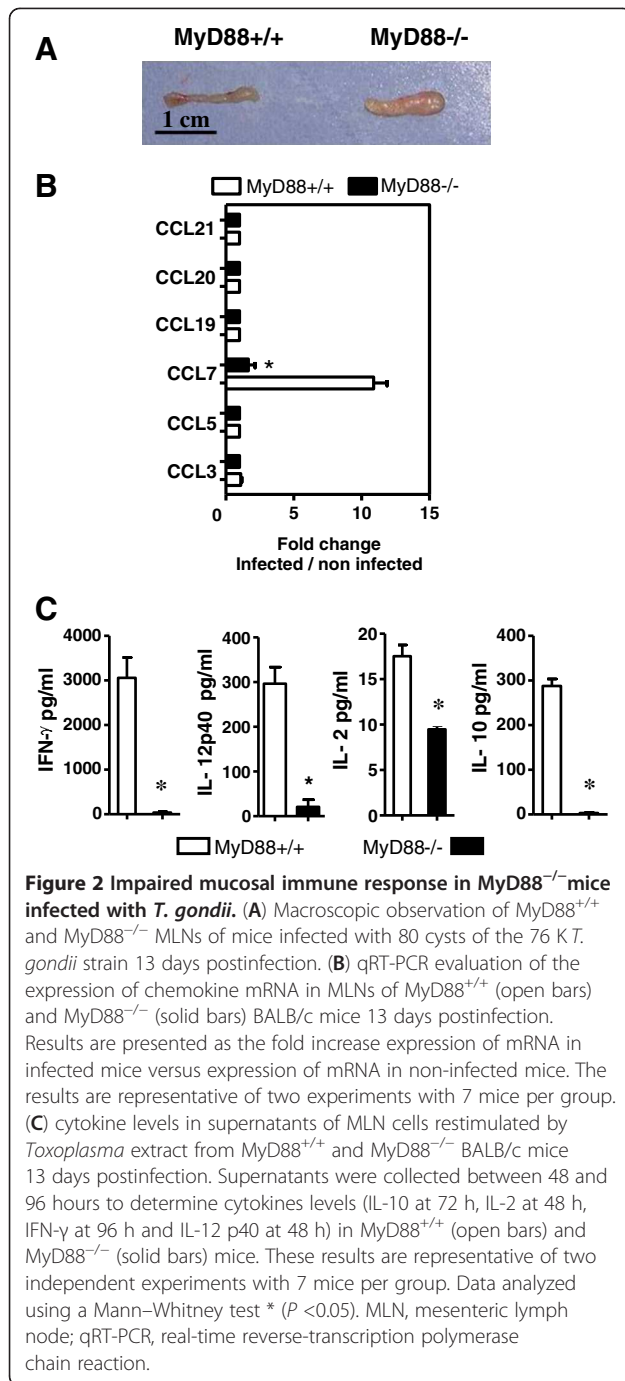 MyD88+/+ MyD88-/-
A
1 cm
B
MyD88+/+ MyD88-/-
CCL21
CCL20
CCL19
CCL7 *
CCL5
CCL3
0 5 10 15
Fold change
Infected / non infected
C
IFN-γ pg/ml
4000
3000
2000
1000
0
*
IL- 12p40 pg/ml
400
300
200
100
0
*
IL- 2 pg/ml
20
15
10
5
0
*
IL- 10 pg/ml
400
300
200
100
0
*
MyD88+/+ MyD88-/-
Figure 2 Impaired mucosal immune response in MyD88−/−mice
infected with T. gondii. (A) Macroscopic observation of MyD88+/+
and MyD88−/− MLNs of mice infected with 80 cysts of the 76 K T.
gondii strain 13 days postinfection. (B) qRT-PCR evaluation of the
expression of chemokine mRNA in MLNs of MyD88+/+ (open bars)
and MyD88−/− (solid bars) BALB/c mice 13 days postinfection.
Results are presented as the fold increase expression of mRNA in
infected mice versus expression of mRNA in non-infected mice. The
results are representative of two experiments with 7 mice per group.
(C) cytokine levels in supernatants of MLN cells restimulated by
Toxoplasma extract from MyD88+/+ and MyD88−/− BALB/c mice
13 days postinfection. Supernatants were collected between 48 and
96 hours to determine cytokines levels (IL-10 at 72 h, IL-2 at 48 h,
IFN-γ at 96 h and IL-12 p40 at 48 h) in MyD88+/+ (open bars) and
MyD88−/− (solid bars) mice. These results are representative of two
independent experiments with 7 mice per group. Data analyzed
using a Mann–Whitney test * (P <0.05). MLN, mesenteric lymph
node; qRT-PCR, real-time reverse-transcription polymerase
chain reaction.